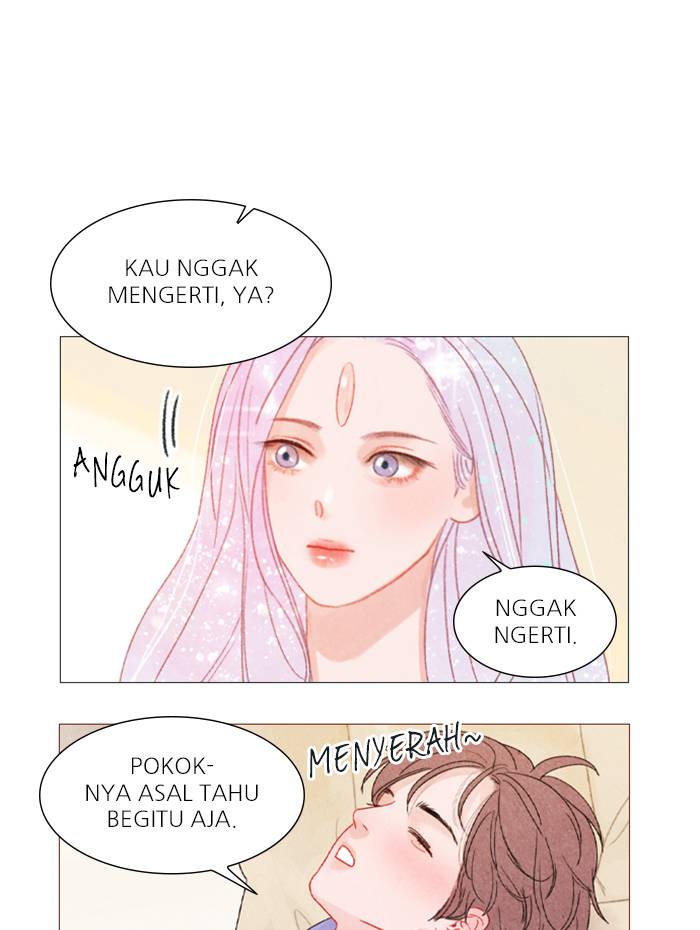 KAU NGGAK
MENGERTI, YA?
ANGGUK
NGGAK
NGERTI.
MENYERAH~
POKOK-
NYA ASAL TAHU
BEGITU AJA.